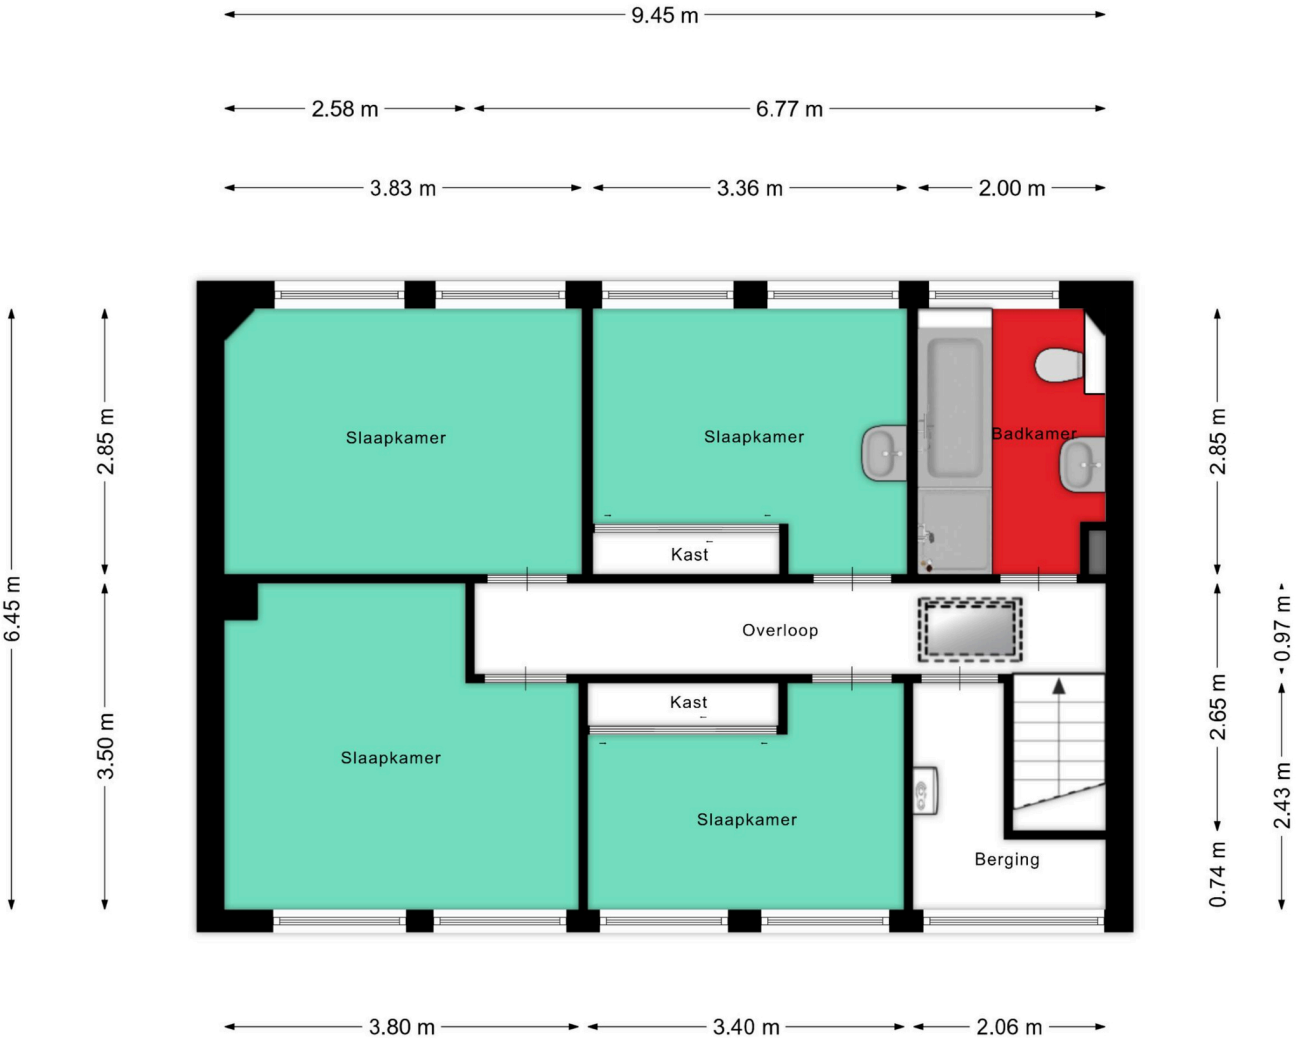 9.45 m
2.58 m
6.77 m
3.83 m
3.36 m
2.00 m
Slaapkamer
Slaapkamer
Badkamer
2.85 m
2.85 m
Kast
6.45 m
Overloop
0.97 m
Kast
2.65 m
3.50 m
Slaapkamer
Slaapkamer
2.43 m
Berging
0.74 m
3.80 m
3.40 m
2.06 m